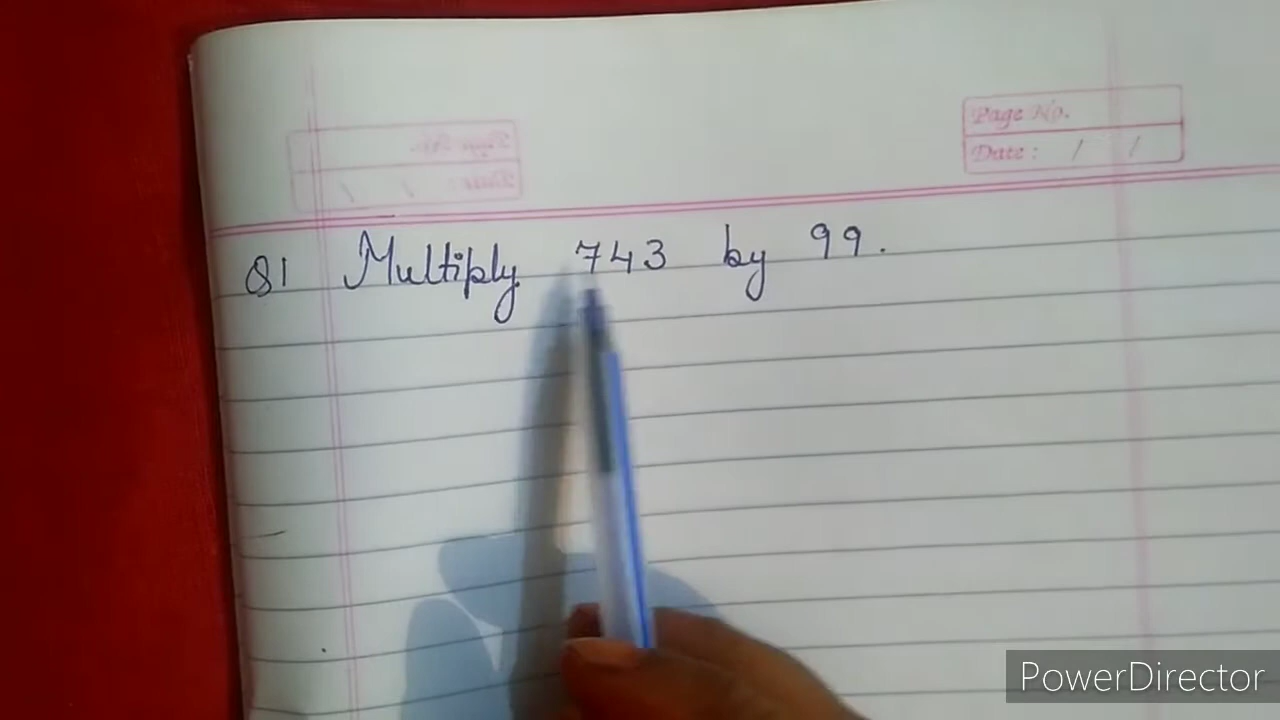 Page No.
Date : / /
Q1 Multiply 743 by 99.
PowerDirector